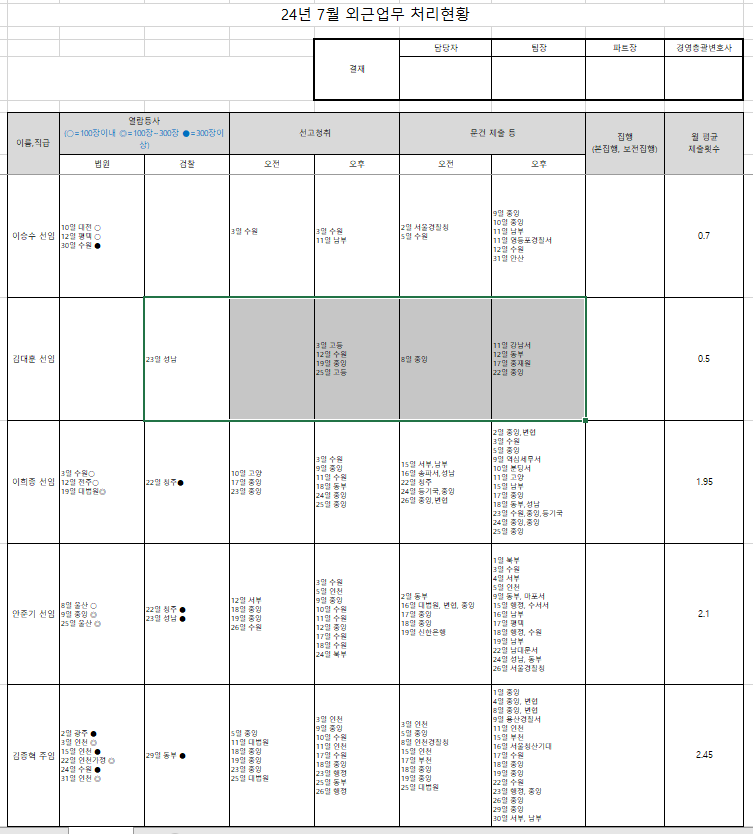 24년 7월 외근업무 처리현황
결재
담당자
팀장
파트장
경영총괄변호사
이름,직급
열람등사
(○=100장이내 ◎=100장~300장 ●=300장이상)
선고청취
문건 제출 등
집행
(본집행, 보전집행)
월 평균
제출횟수
법원
검찰
오전
오후
오전
오후
이승수 선임
10일 대전 ○
12일 평택 ○
30일 수원 ●
3일 수원
3일 수원
11일 남부
2일 서울경찰청
5일 수원
9일 중앙
10일 중앙
11일 남부
11일 영등포경찰서
12일 수원
31일 안산
0.7
김대훈 선임
23일 성남
3일 고등
12일 수원
19일 중앙
25일 고등
8일 중앙
11일 강남서
12일 동부
17일 중재원
22일 중앙
0.5
이희종 선임
3일 수원○
12일 전주○
19일 대법원◎
22일 청주●
10일 고양
17일 중앙
23일 중앙
3일 수원
9일 중앙
11일 수원
18일 동부
24일 중앙
25일 중앙
15일 서부,남부
16일 송파서,성남
22일 청주
24일 등기국,중앙
26일 중앙,변협
2일 중앙,변협
3일 수원
5일 중앙
9일 역삼세무서
10일 분당서
11일 고양
15일 남부
17일 중앙
18일 동부,성남
23일 수원,중앙,등기국
24일 중앙,중앙
25일 중앙
1.95
안준기 선임
8일 울산 ○
9일 중앙 ◎
25일 울산 ◎
22일 청주 ●
23일 성남 ●
12일 서부
18일 중앙
19일 중앙
26일 수원
3일 수원
5일 인천
9일 중앙
10일 수원
11일 수원
12일 중앙
17일 수원
18일 수원
24일 북부
2일 동부
16일 대법원, 변협, 중앙
17일 중앙
18일 중앙
19일 신한은행
1일 북부
3일 수원
4일 서부
5일 인천
9일 동부, 마포서
15일 행정, 수서서
16일 남부
17일 평택
18일 행정, 수원
19일 남부
22일 남대문서
24일 성남, 동부
26일 서울경찰청
2.1
김종혁 주임
2일 광주 ●
3일 인천 ◎
15일 인천 ●
22일 인천가정 ◎
24일 수원 ●
31일 인천 ◎
29일 동부 ●
5일 중앙
11일 대법원
18일 중앙
19일 중앙
23일 중앙
25일 대법원
3일 인천
9일 중앙
10일 수원
11일 인천
17일 수원
18일 중앙
23일 행정
25일 동부
26일 행정
3일 인천
5일 중앙
8일 인천경찰청
15일 인천
17일 부천
18일 중앙
19일 중앙
25일 대법원
1일 중앙
4일 중앙, 변협
8일 중앙, 변협
9일 용산경찰서
11일 인천
15일 부천
16일 서울청산기대
17일 수원
18일 중앙
19일 중앙
22일 수원
23일 행정, 중앙
26일 중앙
29일 중앙
30일 서부, 남부
2.45